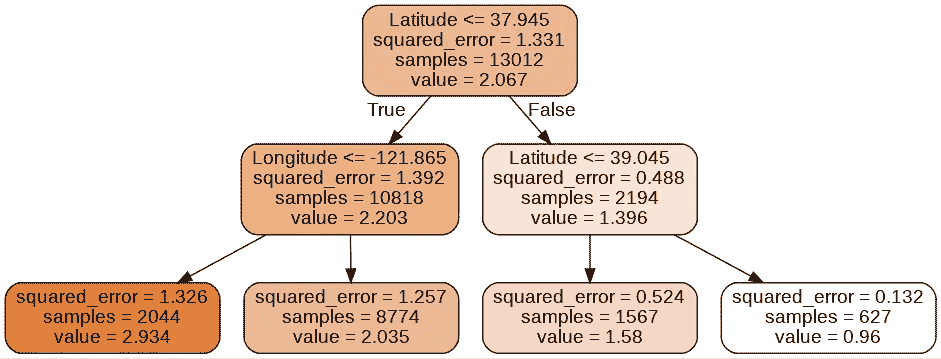 Latitude <= 37.945
squared_error = 1.331
samples = 13012
value = 2.067
True
False
Longitude <= -121.865
squared_error = 1.392
samples = 10818
value = 2.203
Latitude <= 39.045
squared_error = 0.488
samples = 2194
value = 1.396
squared_error = 1.326
samples = 2044
value = 2.934
squared_error = 1.257
samples = 8774
value = 2.035
squared_error = 0.524
samples = 1567
value = 1.58
squared_error = 0.132
samples = 627
value = 0.96